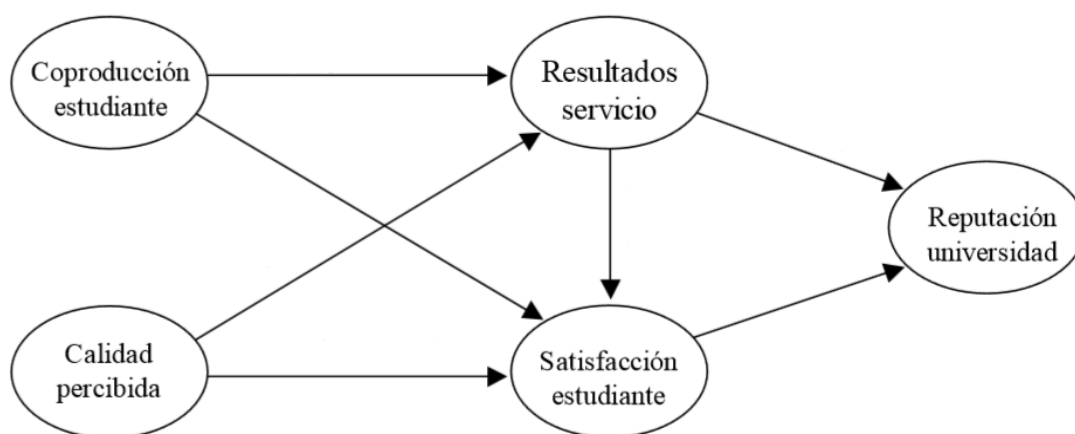 Coproducción
estudiante
Resultados
servicio
Reputación
universidad
Calidad
percibida
Satisfacción
estudiante